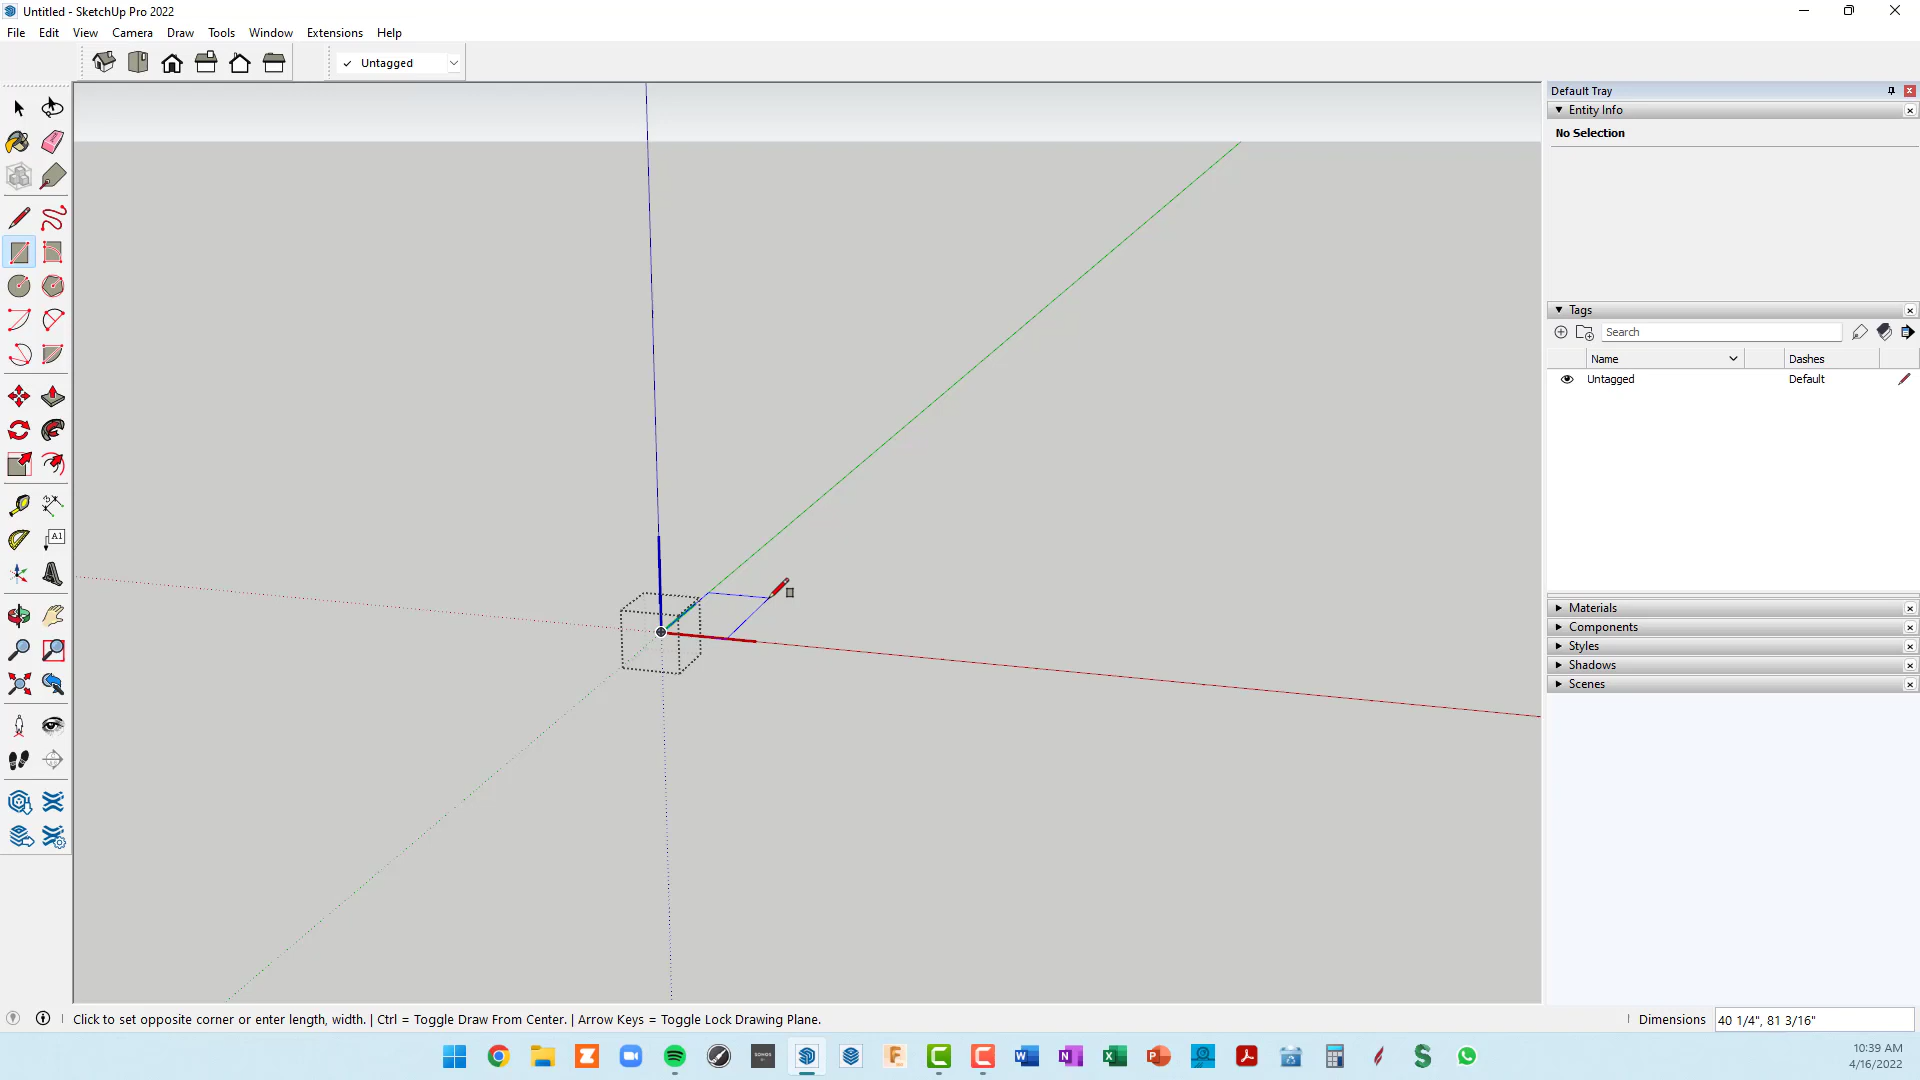 Untitled - SketchUp Pro 2022
File Edit View Camera Draw Tools Window Extensions Help
✓ Untagged
Default Tray
Entity Info
No Selection
Tags
Search
Name Dashes
Untagged Default
A1
Materials
Components
Styles
Shadows
Scenes
Click to set opposite corner or enter length, width. | Ctrl = Toggle Draw From Center. | Arrow Keys = Toggle Lock Drawing Plane.
Dimensions 40 1/4", 81 3/16"
SONOS
10:39 AM
4/16/2022